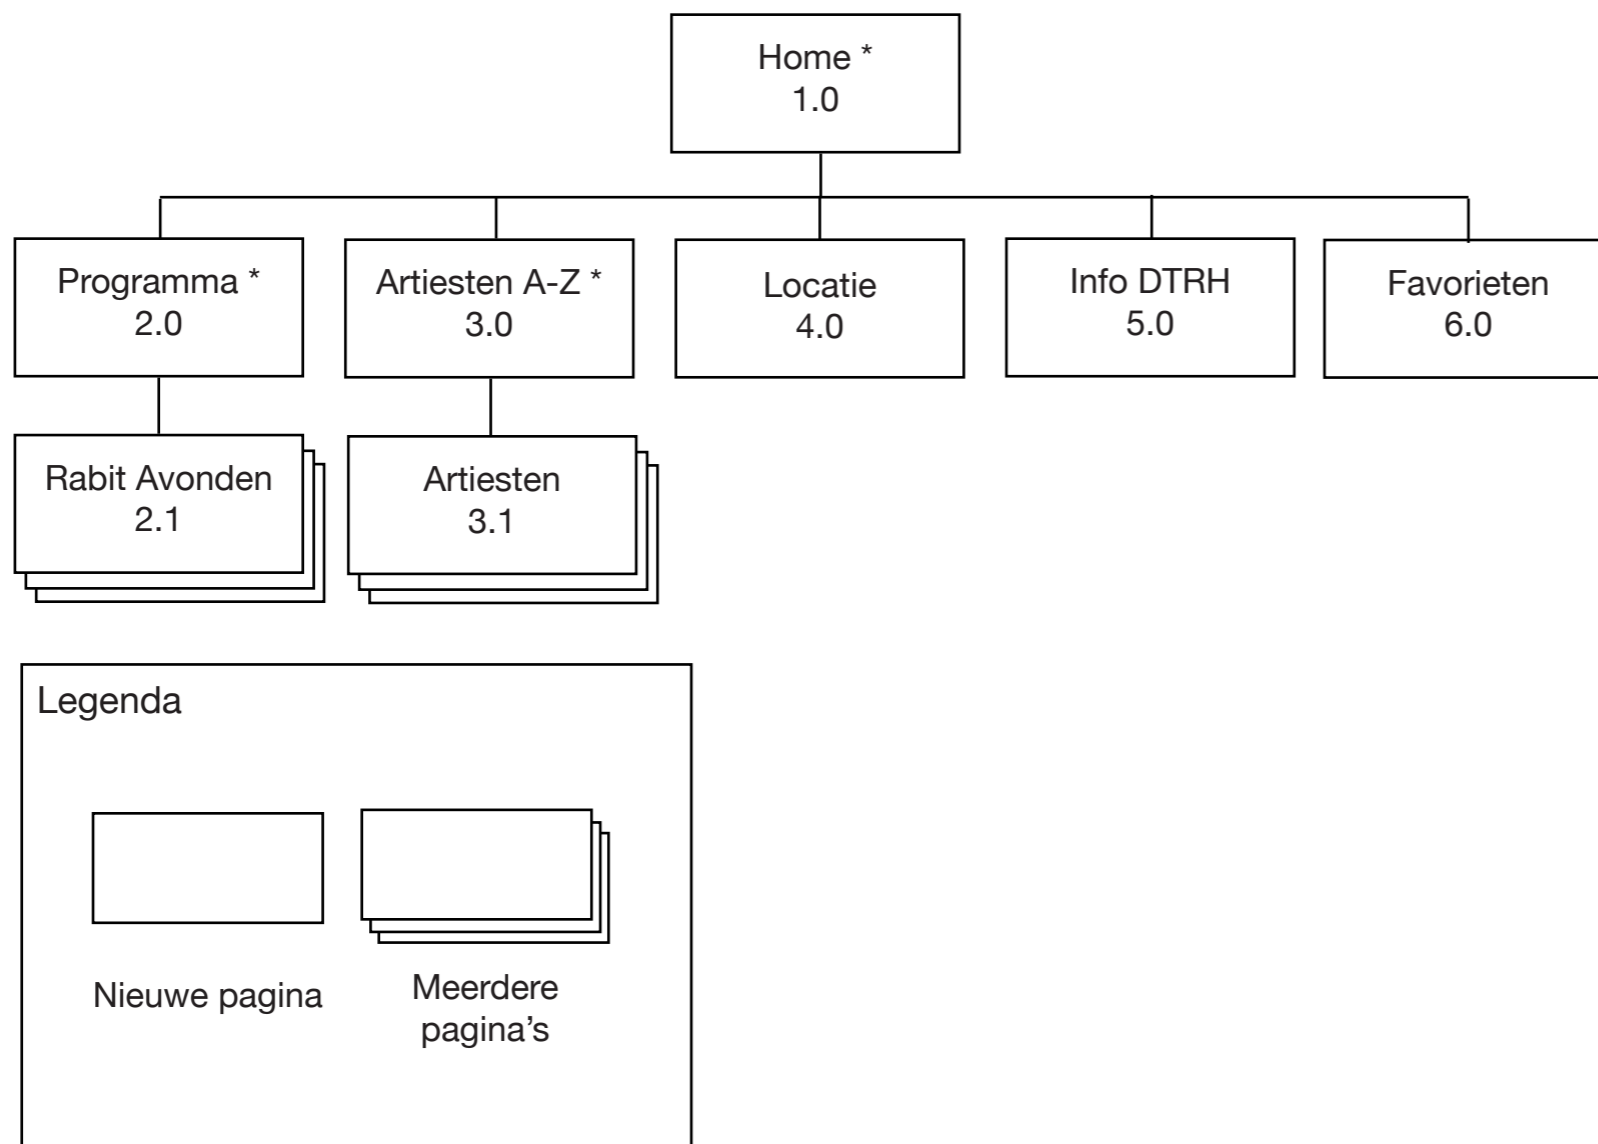 Home *
1.0
Programma *
2.0
Artiesten A-Z *
3.0
Locatie
4.0
Info DTRH
5.0
Favorieten
6.0
Rabit Avonden
2.1
Artiesten
3.1
Legenda
Nieuwe pagina
Meerdere
pagina’s